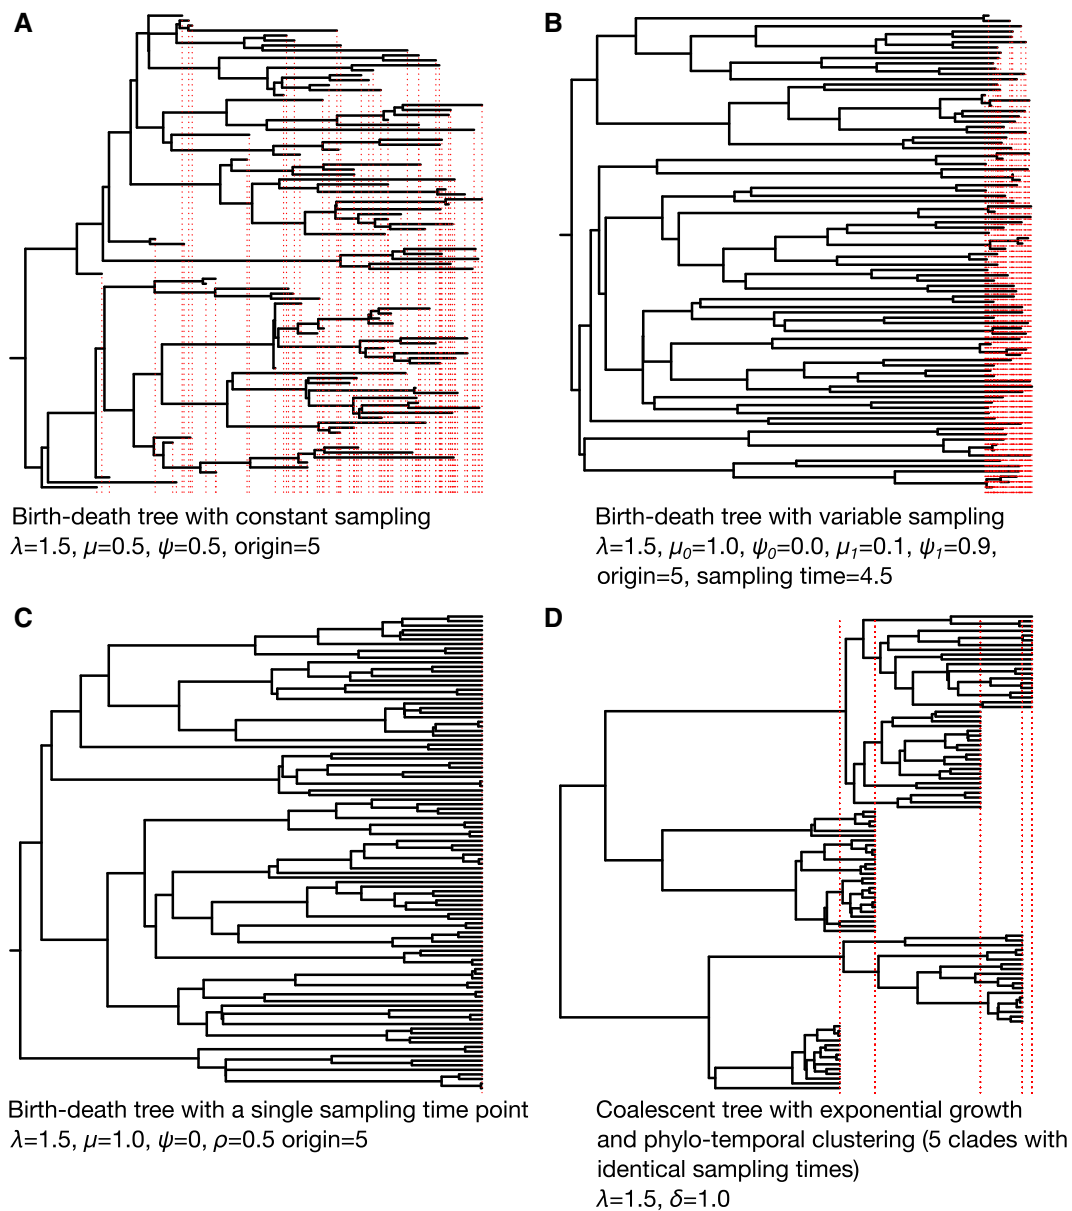 A
B
Birth-death tree with constant sampling
λ=1.5, μ=0.5, ψ=0.5, origin=5
Birth-death tree with variable sampling
λ=1.5, μ0=1.0, ψ0=0.0, μ1=0.1, ψ1=0.9,
origin=5, sampling time=4.5
C
D
Birth-death tree with a single sampling time point
λ=1.5, μ=1.0, ψ=0, ρ=0.5 origin=5
Coalescent tree with exponential growth
and phylo-temporal clustering (5 clades with
identical sampling times)
λ=1.5, δ=1.0